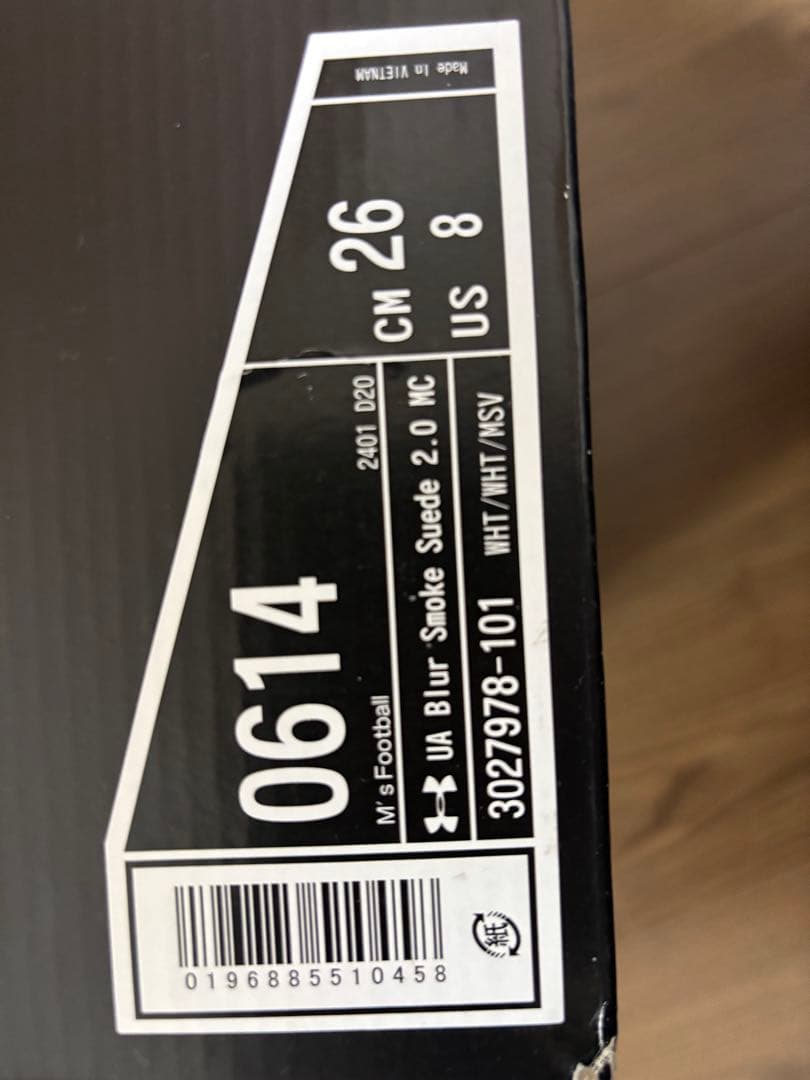 0614
2401 D20
M's Football
UA Blur Smoke Suede 2.0 MC
3027978-101 WHT/WHT/MSV
CM 26
US 8
Made in VIETNAM
0196885510458
紙